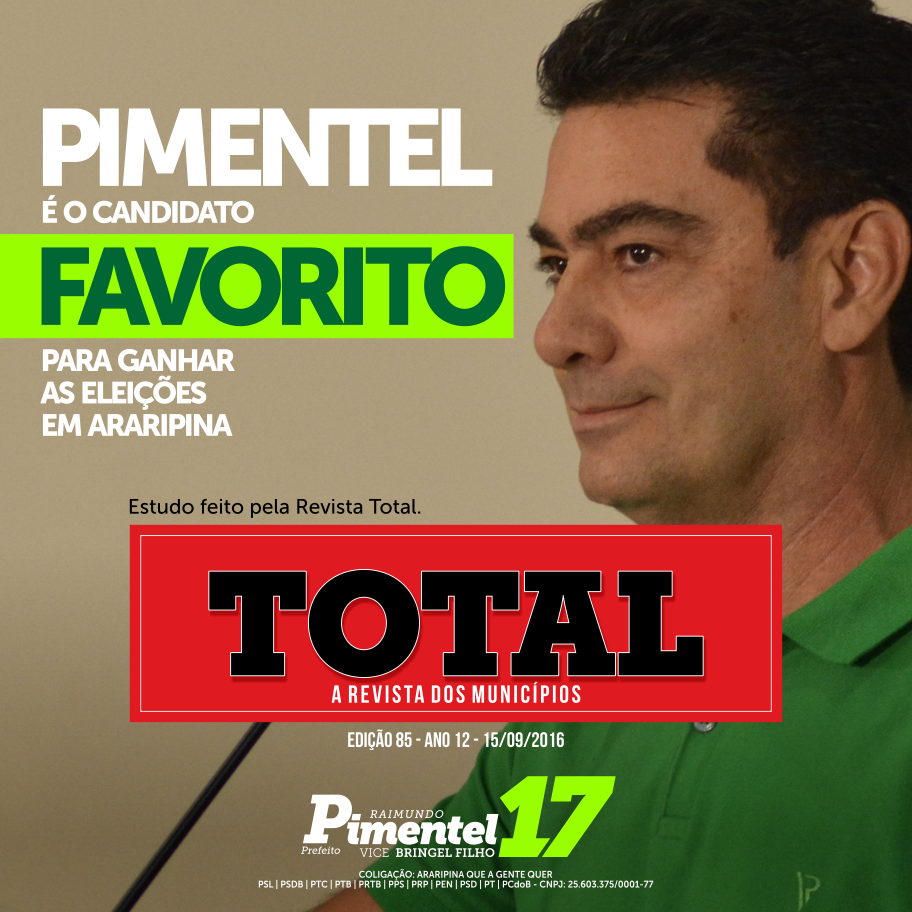 PIMENTEL
É O CANDIDATO
FAVORITO
PARA GANHAR
AS ELEIÇÕES
EM ARARIPINA
Estudo feito pela Revista Total.
TOTAL
A REVISTA DOS MUNICÍPIOS
EDIÇÃO 85 - ANO 12 - 15/09/2016
RAIMUNDO
Pimentel 17
Prefeito VICE BRINGEL FILHO
COLIGAÇÃO: ARARIPINA QUE A GENTE QUER
PSL | PSDB | PTC | PTB | PRTB | PPS | PRP | PEN | PSD | PT | PCdoB - CNPJ: 25.603.375/0001-77